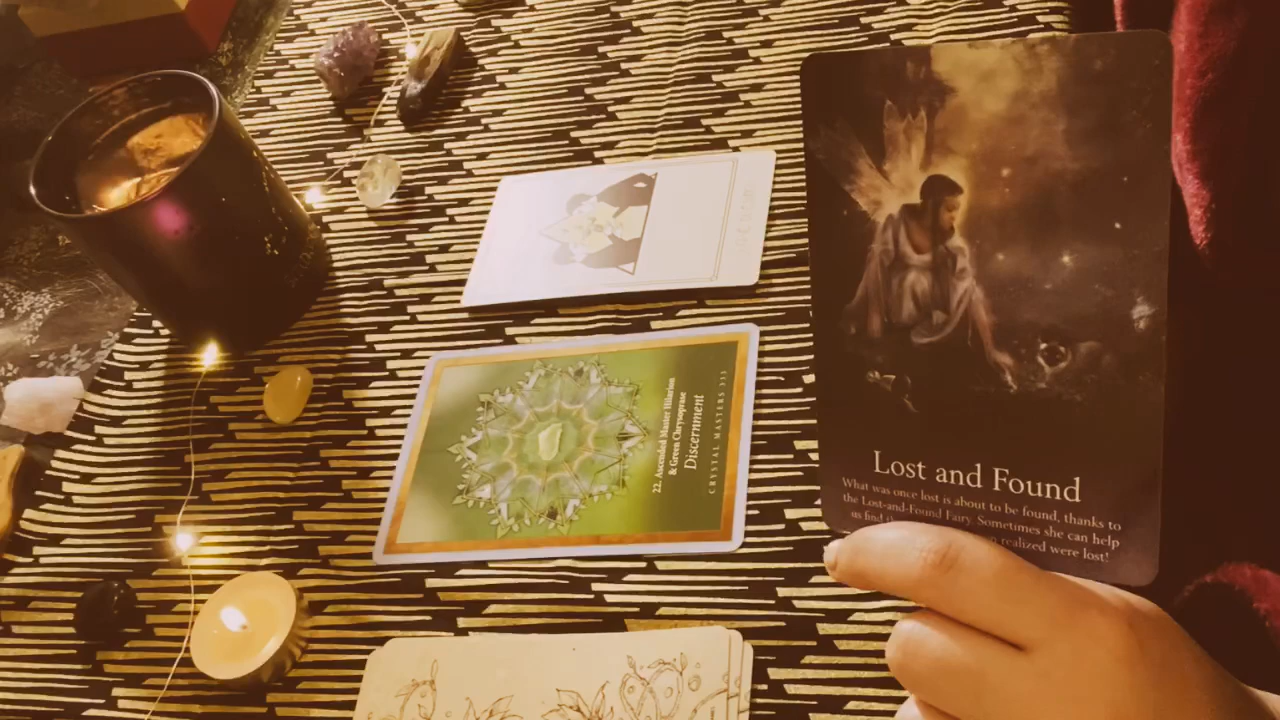 Lost and Found
What was once lost is about to be found, thanks to
the Lost-and-Found Fairy. Sometimes she can help
us find
realized were lost!
22. Ascended Master Hilarion
& Green Chrysoprase
Discernment
CRYSTAL MASTERS 333